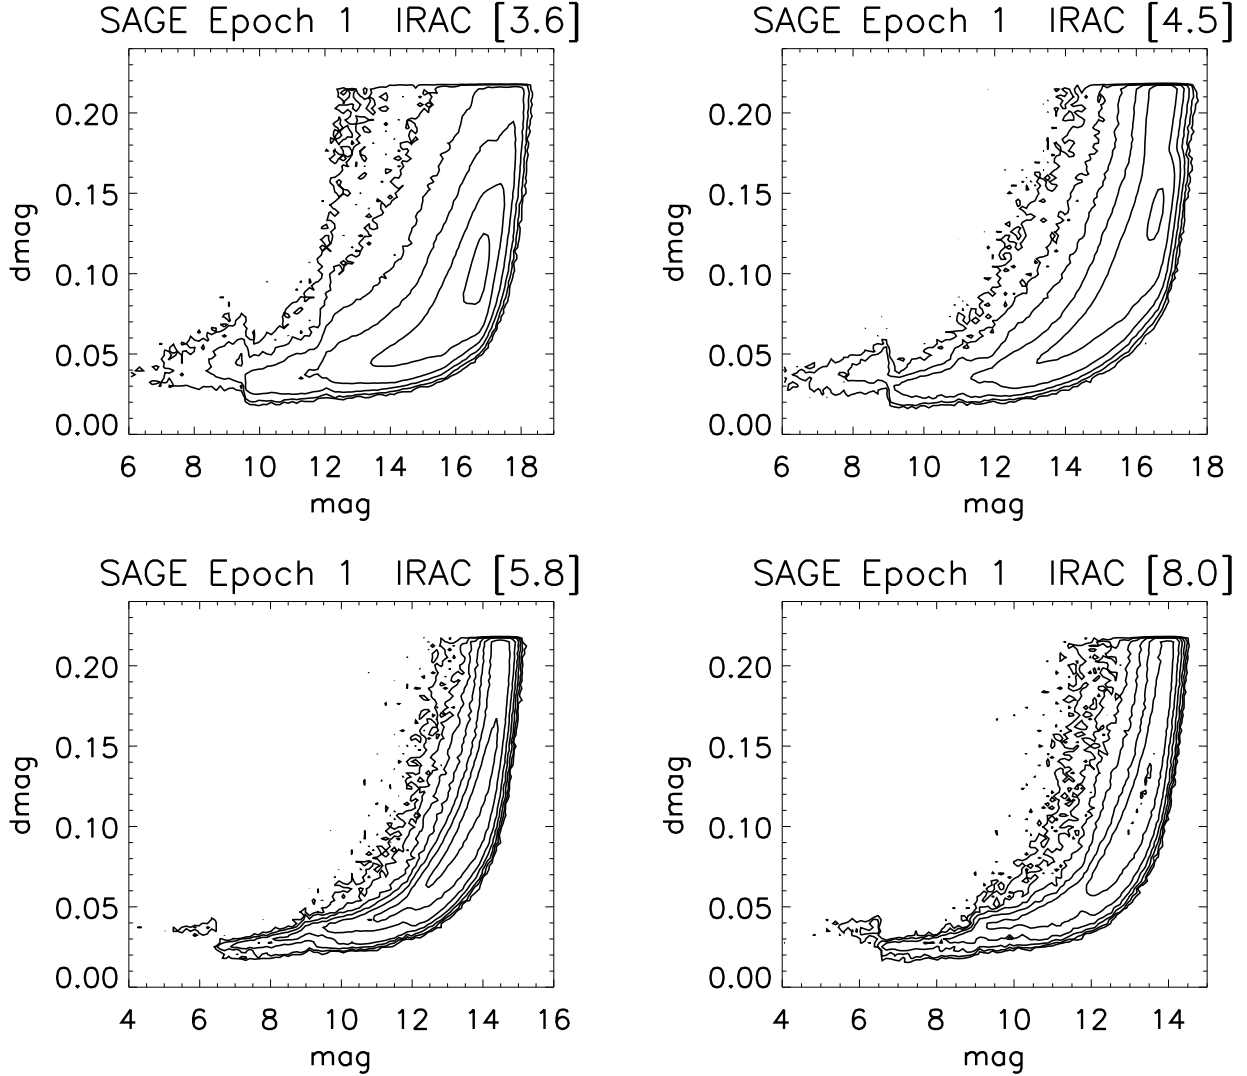 SAGE Epoch 1 IRAC [3.6]
dmag
0.20
0.15
0.10
0.05
0.00
6 8 10 12 14 16 18
mag
SAGE Epoch 1 IRAC [4.5]
dmag
0.20
0.15
0.10
0.05
0.00
6 8 10 12 14 16 18
mag
SAGE Epoch 1 IRAC [5.8]
dmag
0.20
0.15
0.10
0.05
0.00
4 6 8 10 12 14 16
mag
SAGE Epoch 1 IRAC [8.0]
dmag
0.20
0.15
0.10
0.05
0.00
4 6 8 10 12 14
mag